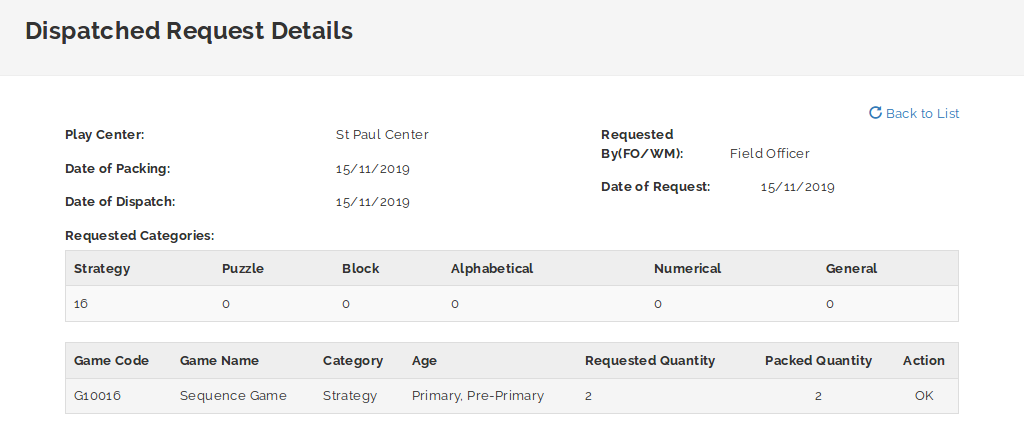 Dispatched Request Details
Back to List
Play Center: St Paul Center
Requested
By(FO/WM): Field Officer
Date of Packing: 15/11/2019
Date of Request: 15/11/2019
Date of Dispatch: 15/11/2019
Requested Categories:
Strategy Puzzle Block Alphabetical Numerical General
16 0 0 0 0 0
Game Code Game Name Category Age Requested Quantity Packed Quantity Action
G10016 Sequence Game Strategy Primary, Pre-Primary 2 2 OK